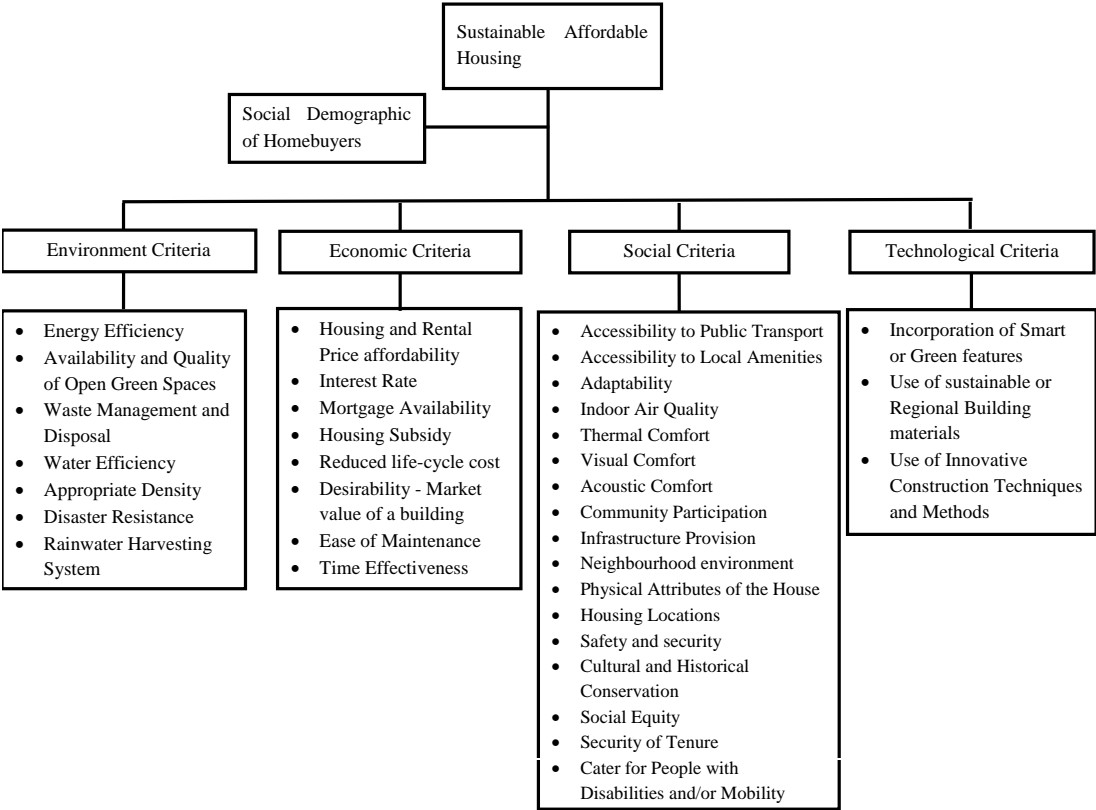 Sustainable Affordable
Housing
Social Demographic
of Homebuyers
Environment Criteria
Economic Criteria
Social Criteria
Technological Criteria
• Energy Efficiency
• Availability and Quality
of Open Green Spaces
• Waste Management and
Disposal
• Water Efficiency
• Appropriate Density
• Disaster Resistance
• Rainwater Harvesting
System
• Housing and Rental
Price affordability
• Interest Rate
• Mortgage Availability
• Housing Subsidy
• Reduced life-cycle cost
• Desirability - Market
value of a building
• Ease of Maintenance
• Time Effectiveness
• Accessibility to Public Transport
• Accessibility to Local Amenities
• Adaptability
• Indoor Air Quality
• Thermal Comfort
• Visual Comfort
• Acoustic Comfort
• Community Participation
• Infrastructure Provision
• Neighbourhood environment
• Physical Attributes of the House
• Housing Locations
• Safety and security
• Cultural and Historical
Conservation
• Social Equity
• Security of Tenure
• Cater for People with
Disabilities and/or Mobility
• Incorporation of Smart
or Green features
• Use of sustainable or
Regional Building
materials
• Use of Innovative
Construction Techniques
and Methods